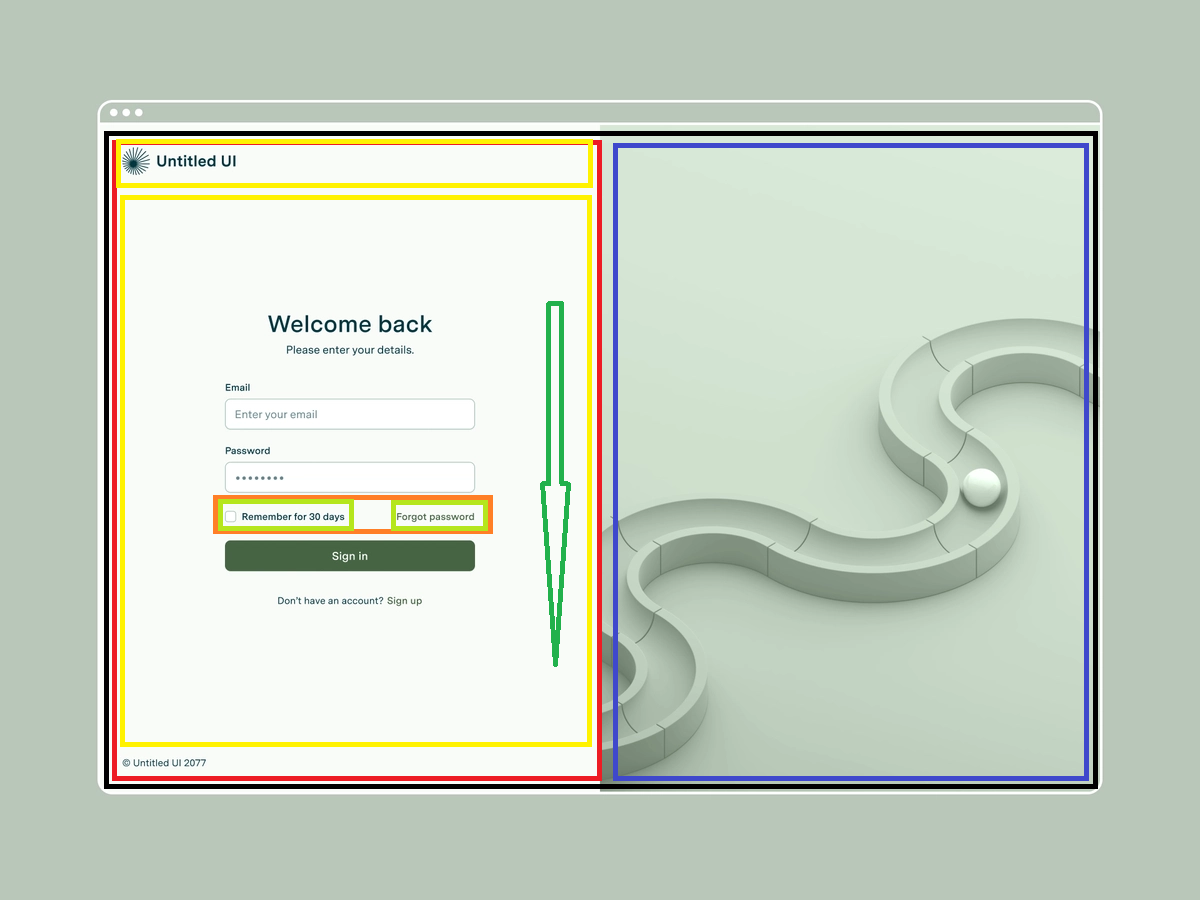 Untitled UI
Welcome back
Please enter your details.
Email
Enter your email
Password
••••••••
Remember for 30 days
Forgot password
Sign in
Don't have an account? Sign up
© Untitled UI 2077